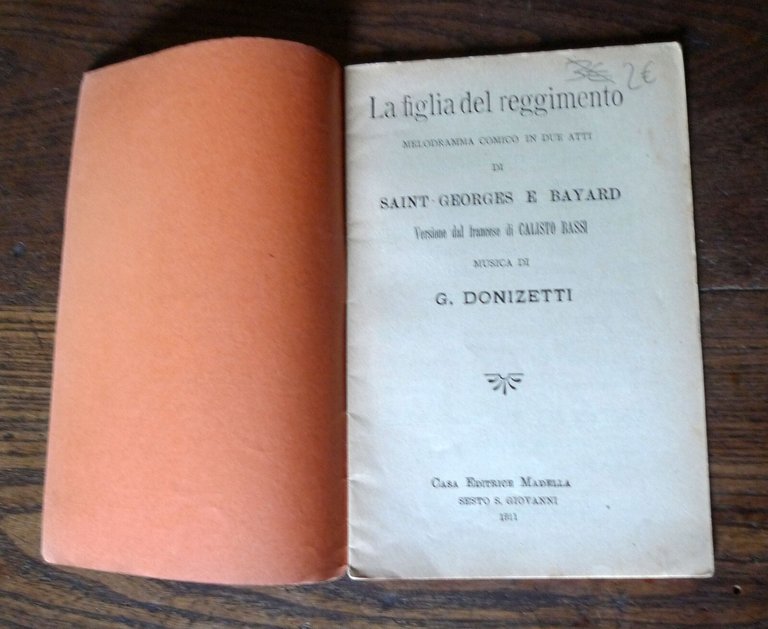 3€ 2€
La figlia del reggimento
MELODRAMMA COMICO IN DUE ATTI
DI
SAINT-GEORGES E BAYARD
Versione dal francese di CALISTO BASSI
MUSICA DI
G. DONIZETTI
CASA EDITRICE MADELLA
SESTO S. GIOVANNI
1911